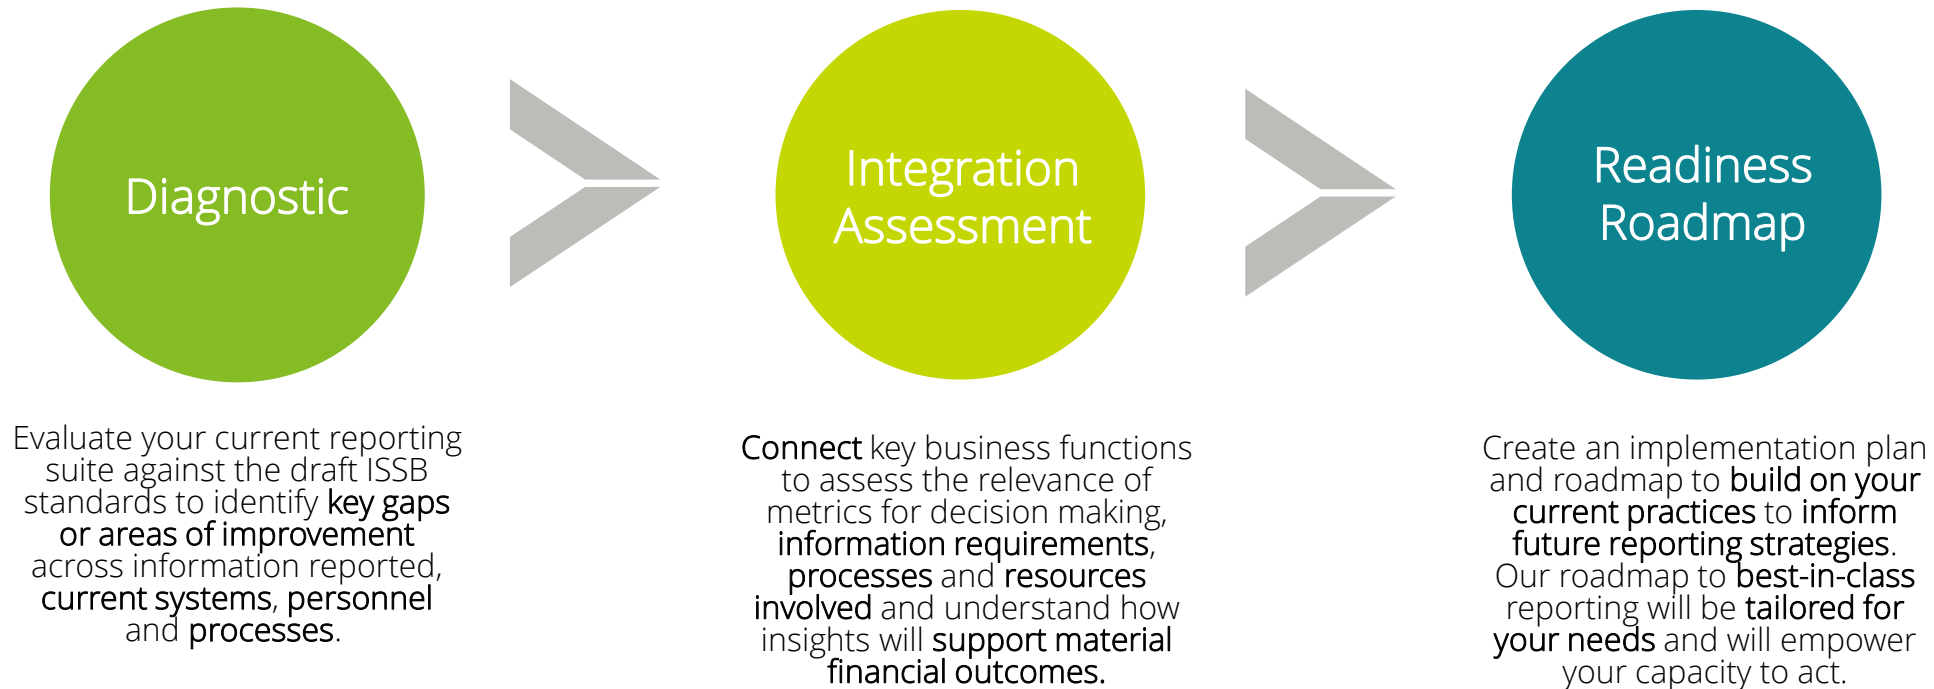 Diagnostic
Evaluate your current reporting
suite against the draft ISSB
standards to identify key gaps
or areas of improvement
across information reported,
current systems, personnel
and processes.
Integration
Assessment
Connect key business functions
to assess the relevance of
metrics for decision making,
information requirements,
processes and resources
involved and understand how
insights will support material
financial outcomes.
Readiness
Roadmap
Create an implementation plan
and roadmap to build on your
current practices to inform
future reporting strategies.
Our roadmap to best-in-class
reporting will be tailored for
your needs and will empower
your capacity to act.